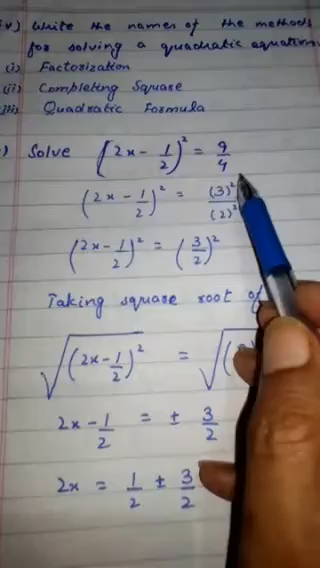 iv) Write the names of the methods
for solving a quadratic equation.
(i) Factorization
(ii) Completing Square
(iii) Quadratic Formula
) Solve (2x - 1/2)² = 9/4
(2x - 1/2)² = (3)²/(2)²
(2x - 1/2)² = (3/2)²
Taking square root of
√(2x - 1/2)² = √(
2x - 1/2 = ± 3/2
2x = 1/2 ± 3/2